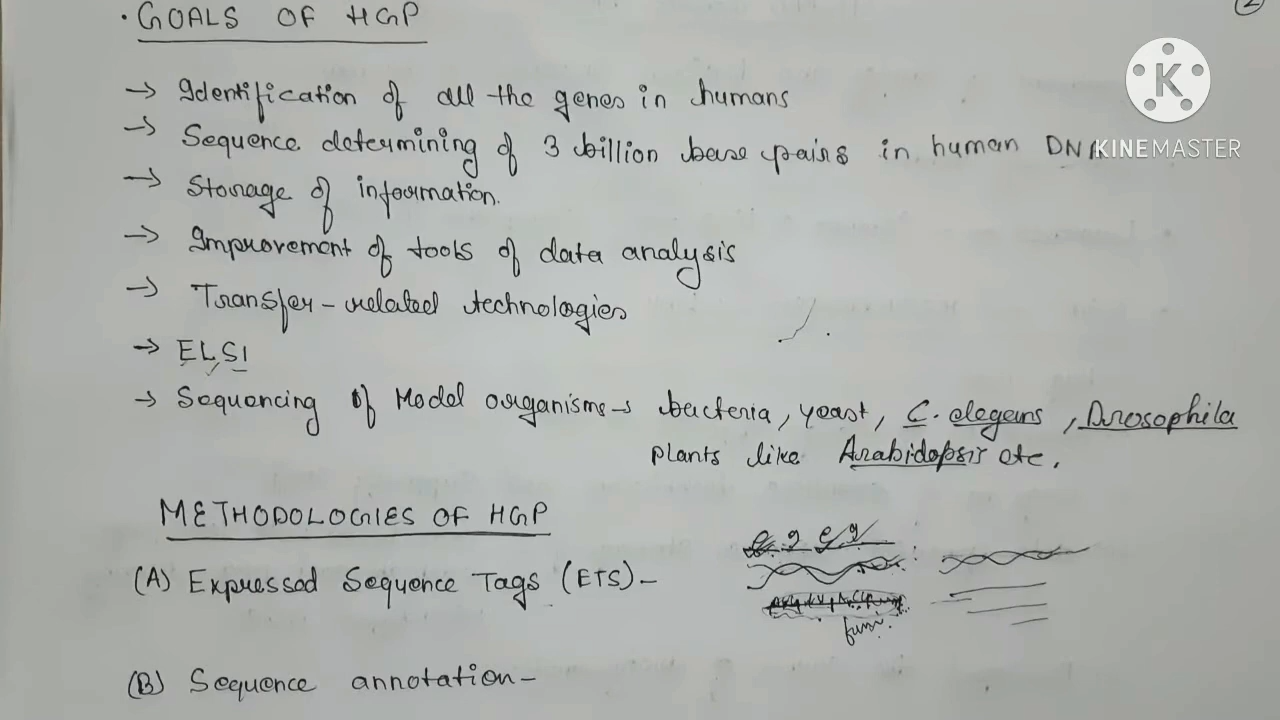 · GOALS OF HGP
→ Identification of all the genes in humans
→ Sequence determining of 3 billion base pairs in human DNA
KINEMASTER
→ Storage of information.
→ Improvement of tools of data analysis
→ Transfer-related technologies
→ ELSI
→ Sequencing of Model organisms → bacteria, yeast, C. elegans, Drosophila
plants like Arabidopsis etc.
METHODOLOGIES OF HGP
(A) Expressed Sequence Tags (ETS) –
(B) Sequence annotation –